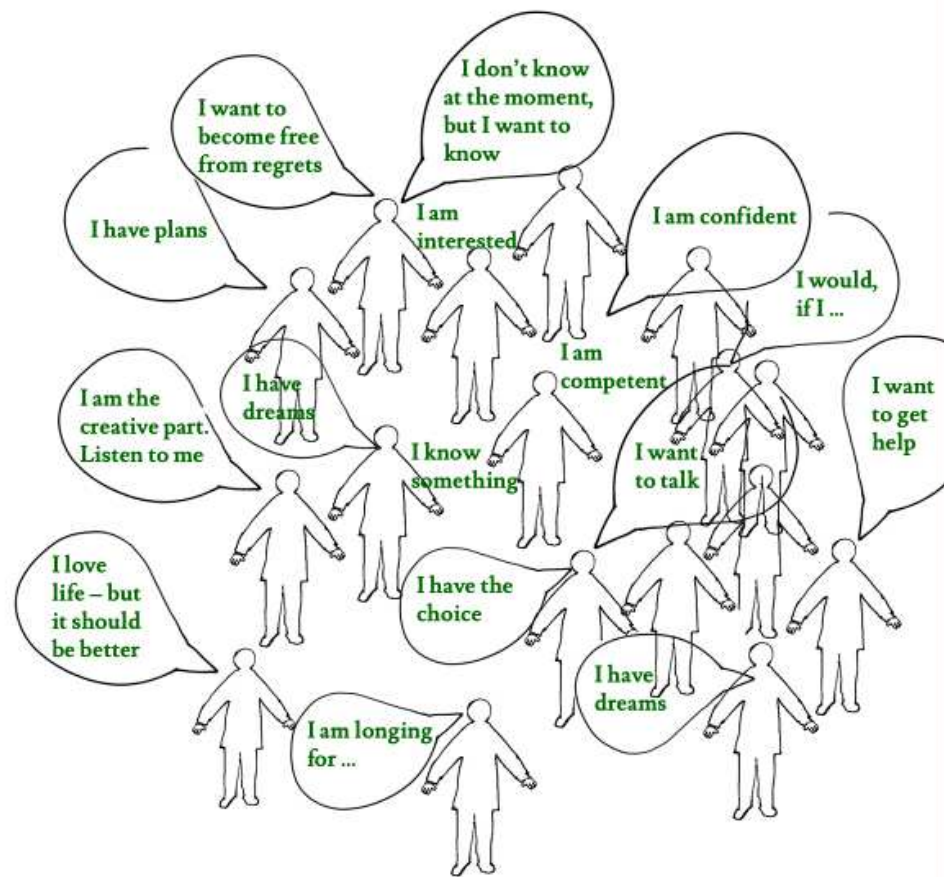 I don't know
at the moment,
but I want to
know
I want to
become free
from regrets
I am
interested
I am confident
I have plans
I would,
if I ...
I am
competent
I have
dreams
I want
to get
help
I am the
creative part.
Listen to me
I know
something
I want
to talk
I love
life – but
it should
be better
I have the
choice
I have
dreams
I am longing
for ...